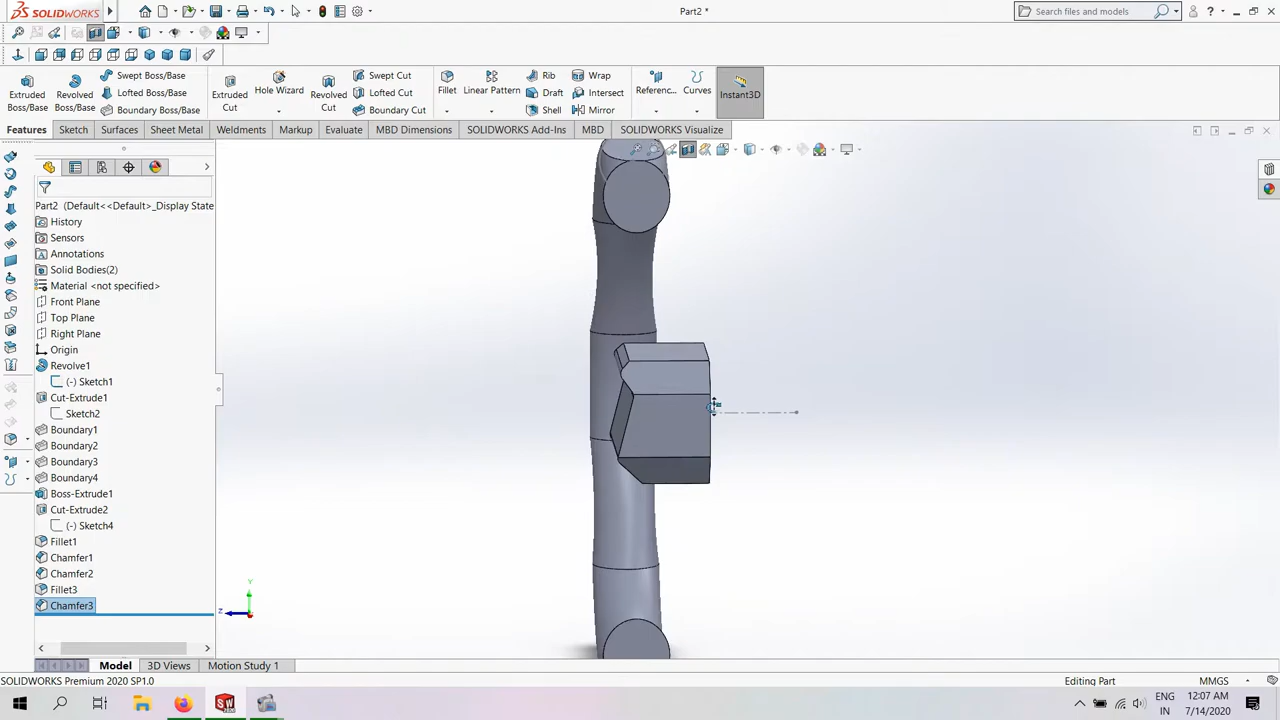 SOLIDWORKS
Part2 *
Search files and models
Extruded Boss/Base
Revolved Boss/Base
Swept Boss/Base
Lofted Boss/Base
Boundary Boss/Base
Extruded Cut
Hole Wizard
Revolved Cut
Swept Cut
Lofted Cut
Boundary Cut
Fillet
Linear Pattern
Rib
Draft
Shell
Wrap
Intersect
Mirror
Referenc...
Curves
Instant3D
Features
Sketch
Surfaces
Sheet Metal
Weldments
Markup
Evaluate
MBD Dimensions
SOLIDWORKS Add-Ins
MBD
SOLIDWORKS Visualize
Part2 (Default<<Default>_Display State
History
Sensors
Annotations
Solid Bodies(2)
Material <not specified>
Front Plane
Top Plane
Right Plane
Origin
Revolve1
(-) Sketch1
Cut-Extrude1
Sketch2
Boundary1
Boundary2
Boundary3
Boundary4
Boss-Extrude1
Cut-Extrude2
(-) Sketch4
Fillet1
Chamfer1
Chamfer2
Fillet3
Chamfer3
Y
Z
Model
3D Views
Motion Study 1
SOLIDWORKS Premium 2020 SP1.0
Editing Part
MMGS
ENG
IN
12:07 AM
7/14/2020